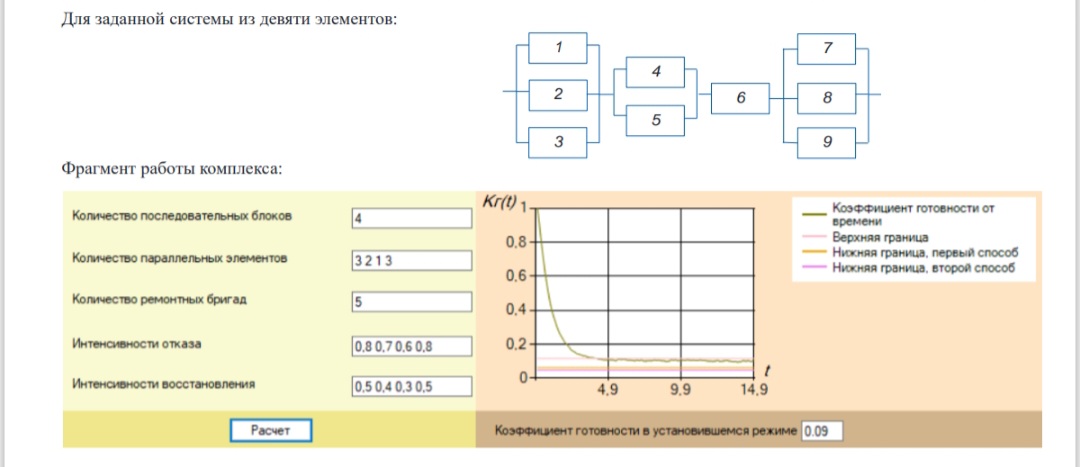 Для заданной системы из девяти элементов:
1
2
3
4
5
6
7
8
9
Фрагмент работы комплекса:
Количество последовательных блоков
4
Количество параллельных элементов
3 2 1 3
Количество ремонтных бригад
5
Интенсивности отказа
0,8 0,7 0,6 0,8
Интенсивности восстановления
0,5 0,4 0,3 0,5
Расчет
Kг(t)
1
0,8
0,6
0,4
0,2
0
4,9
9,9
14,9
t
Коэффициент готовности от
времени
Верхняя граница
Нижняя граница, первый способ
Нижняя граница, второй способ
Коэффициент готовности в установившемся режиме 0.09